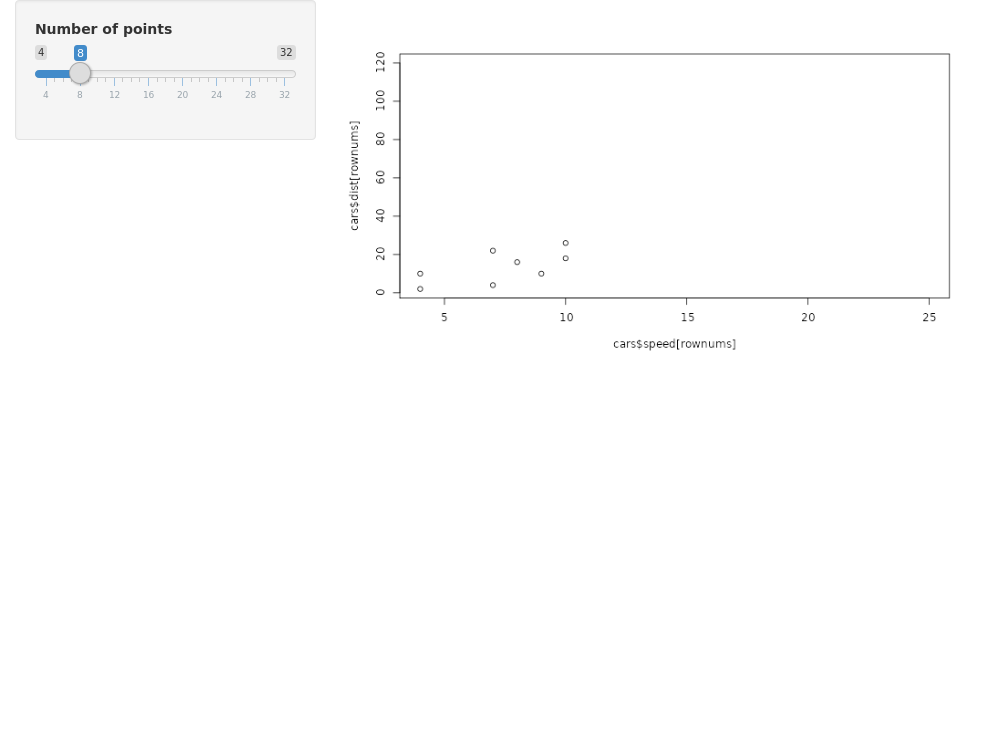 Number of points
4 8 32
4 8 12 16 20 24 28 32
cars$dist[rownums]
120
100
80
60
40
20
0
5 10 15 20 25
cars$speed[rownums]